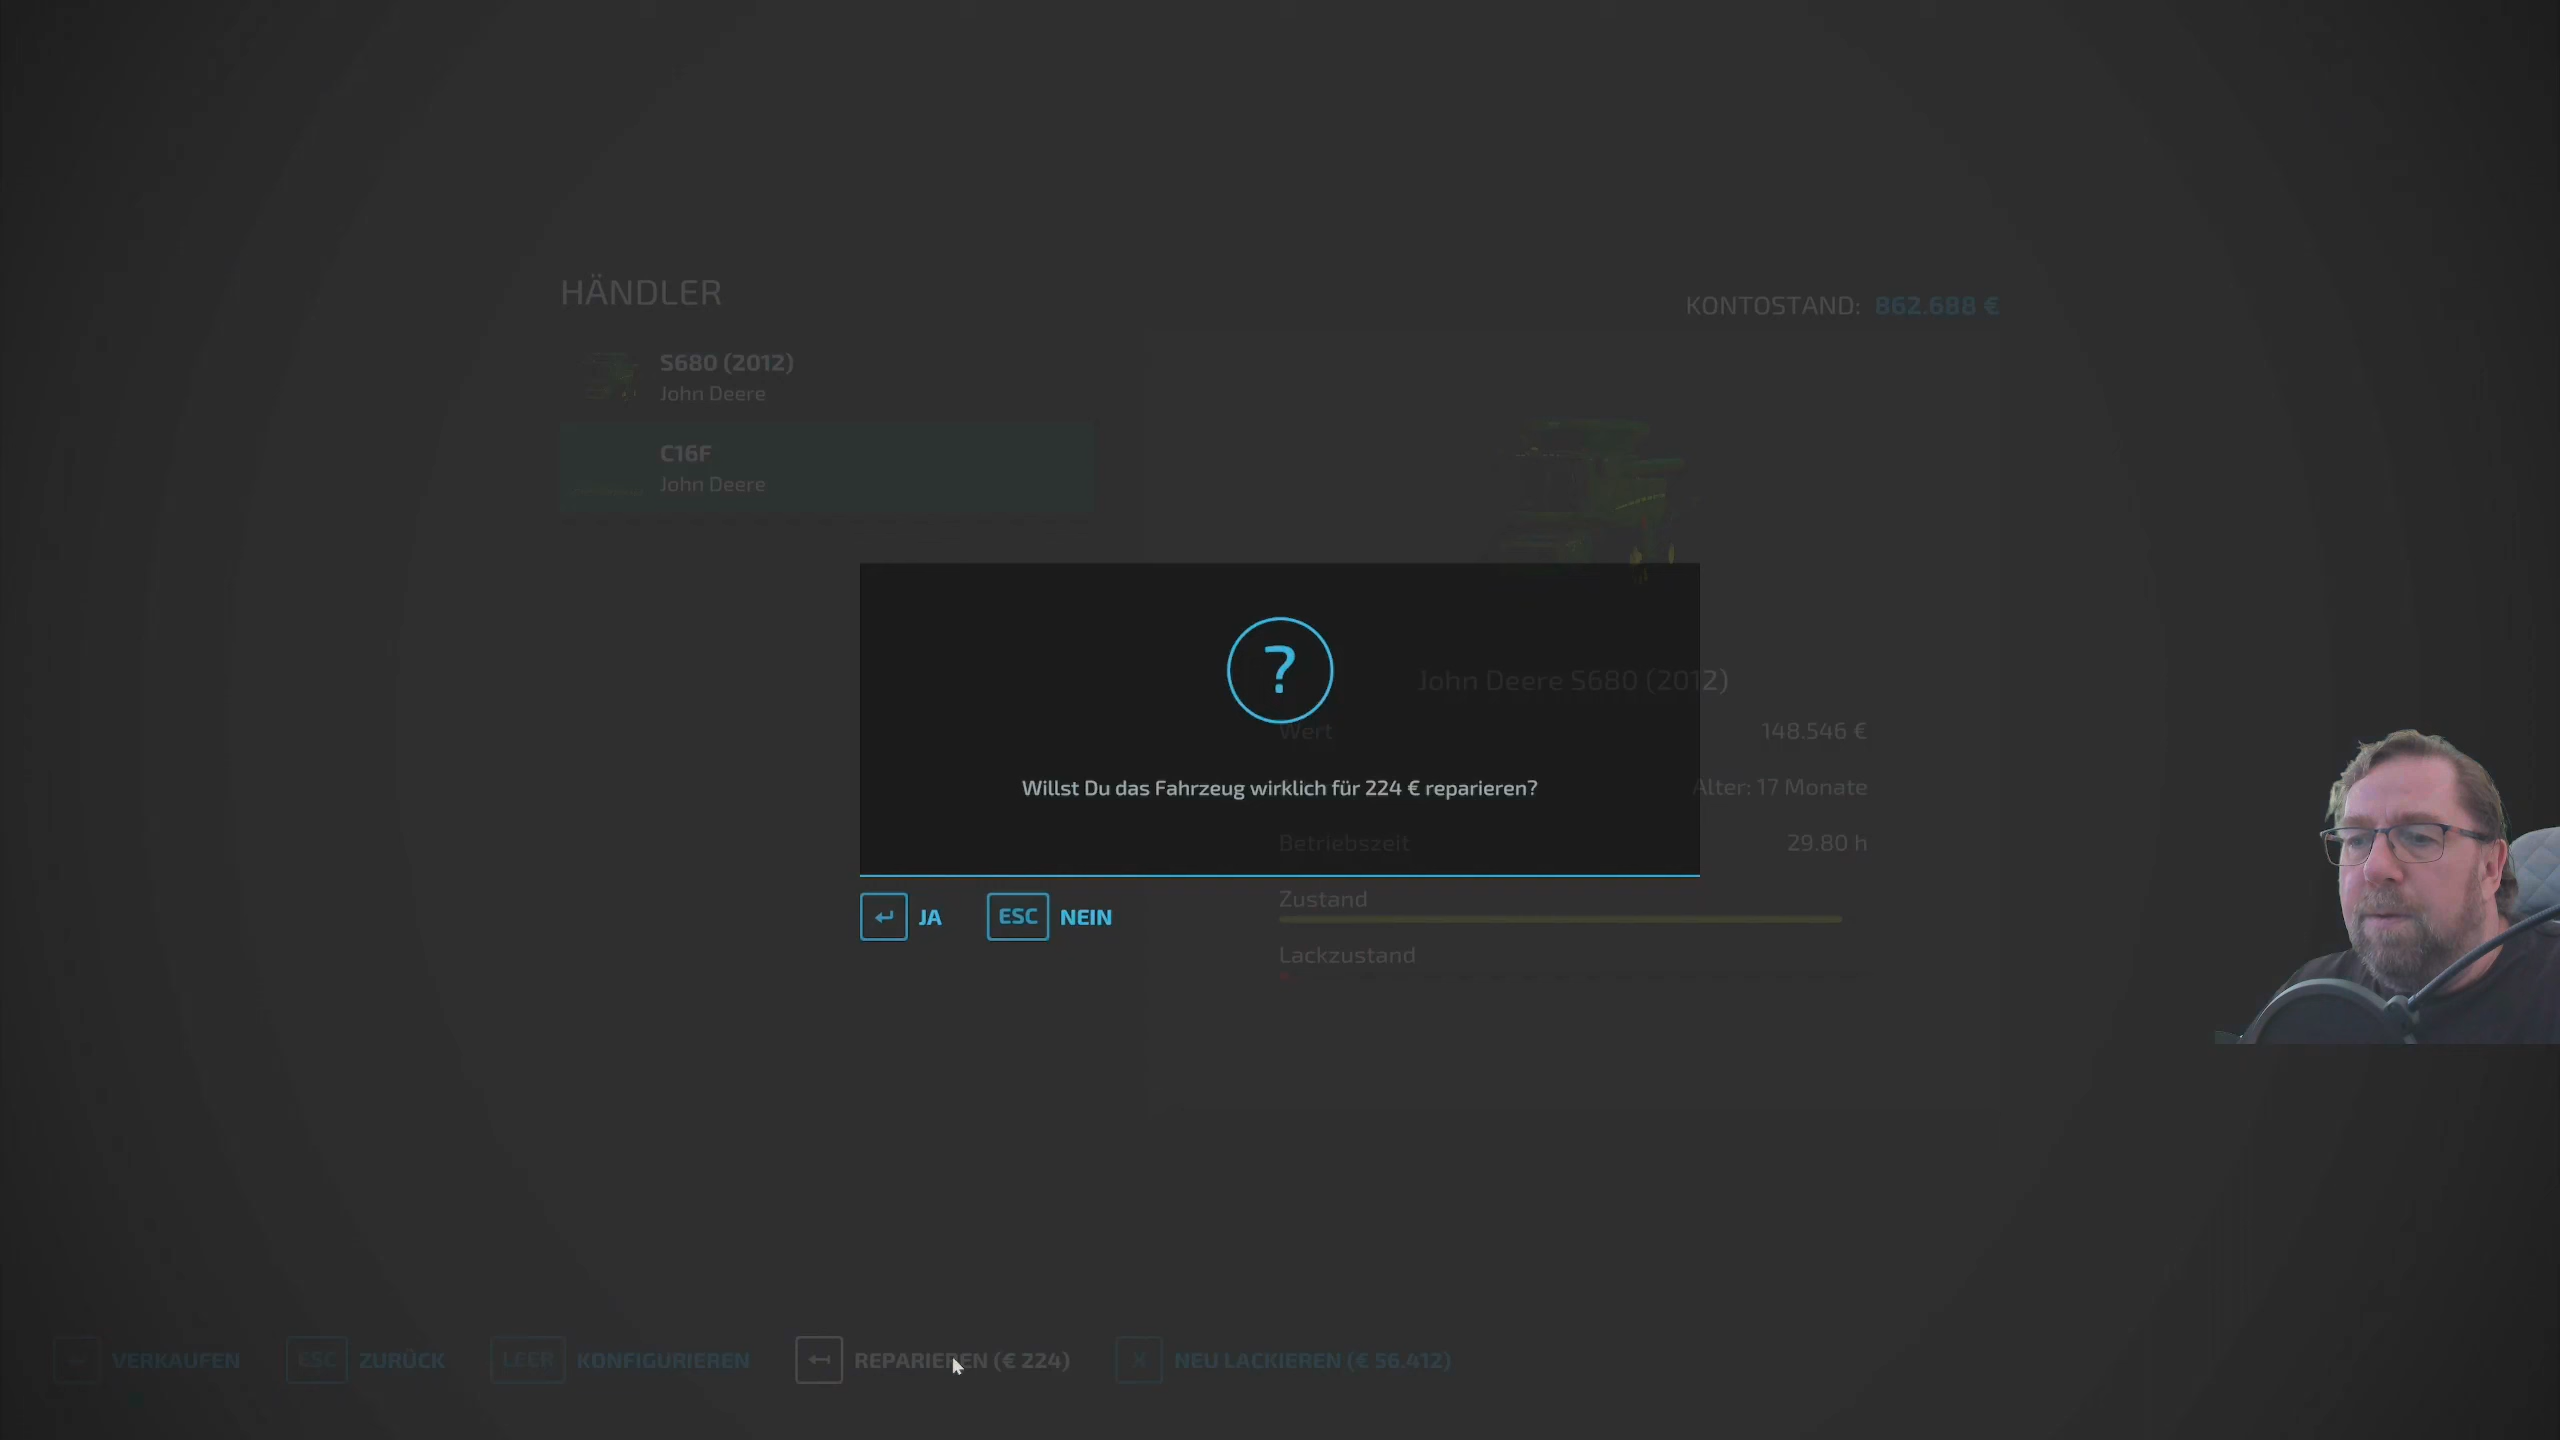 HÄNDLER
KONTOSTAND: 862.688 €
S680 (2012)
John Deere
C16F
John Deere
?
John Deere S680 (2012)
Wert
148.546 €
Willst Du das Fahrzeug wirklich für 224 € reparieren?
Alter: 17 Monate
Betriebszeit
29.80 h
JA
ESC NEIN
Zustand
Lackzustand
VERKAUFEN
ESC ZURÜCK
LEER KONFIGURIEREN
REPARIEREN (€ 224)
X NEU LACKIEREN (€ 56.412)